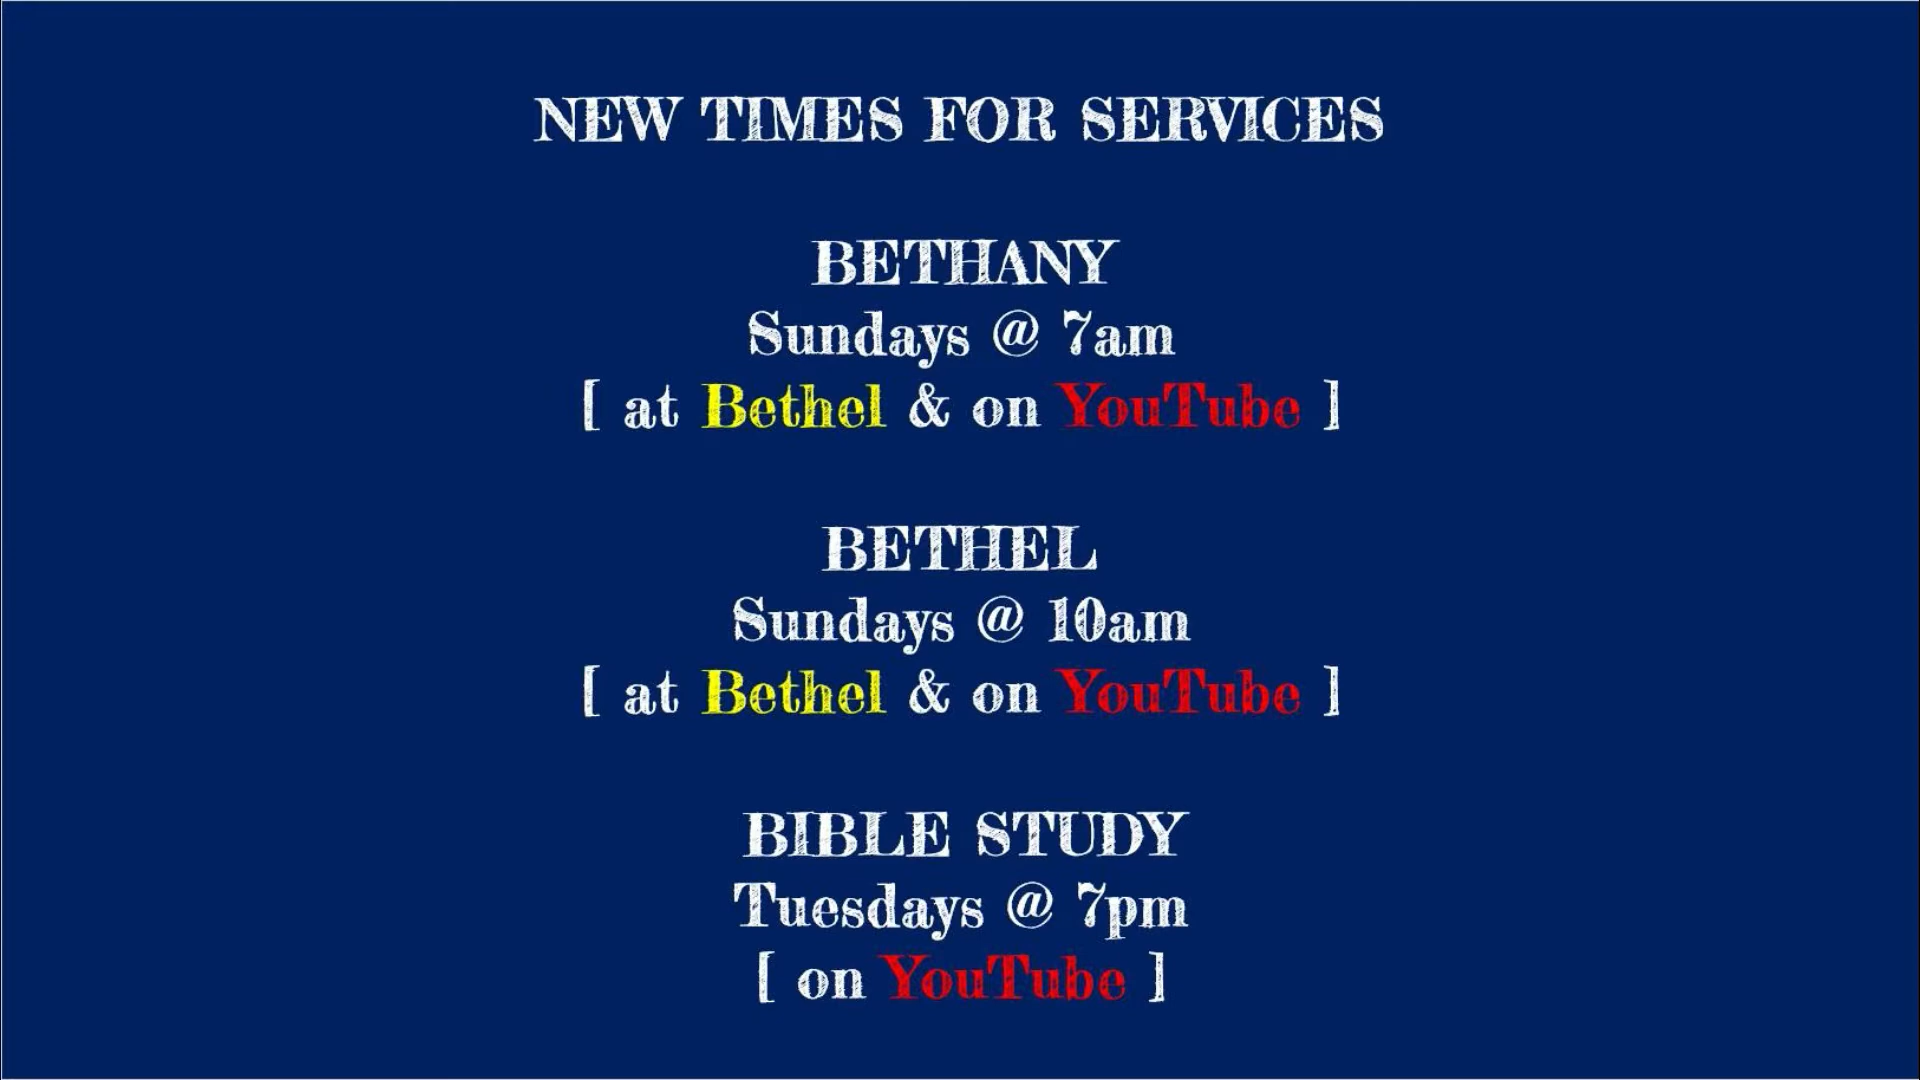 NEW TIMES FOR SERVICES
BETHANY
Sundays @ 7am
[ at Bethel & on YouTube ]
BETHEL
Sundays @ 10am
[ at Bethel & on YouTube ]
BIBLE STUDY
Tuesdays @ 7pm
[ on YouTube ]